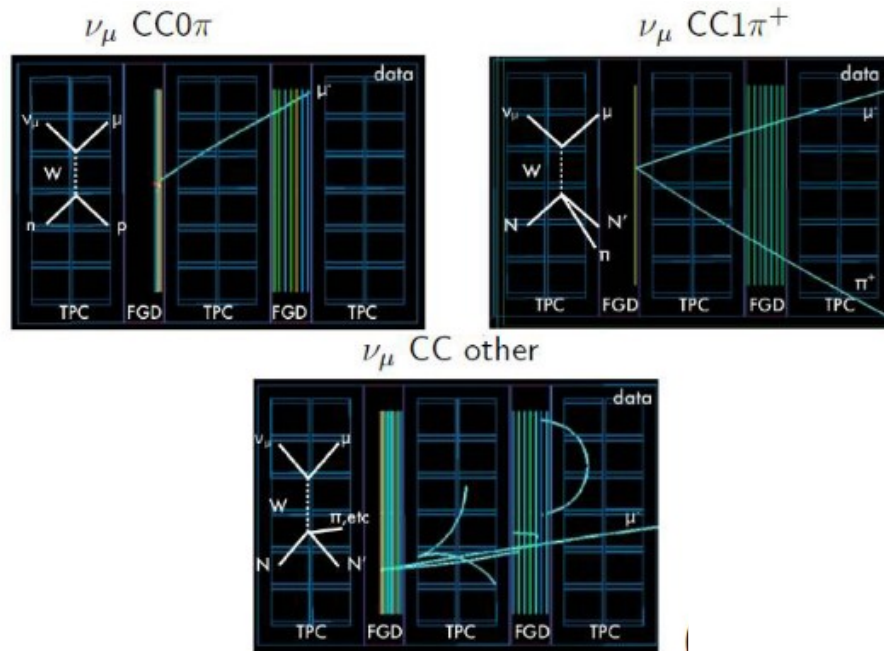 ν_μ CC0π
data
ν_μ
μ
W
n
p
μ⁻
TPC
FGD
TPC
FGD
TPC
ν_μ CC1π⁺
data
ν_μ
μ
W
N
N'
π
μ⁻
π⁺
TPC
FGD
TPC
FGD
TPC
ν_μ CC other
data
ν_μ
μ
W
π,etc
N
N'
μ⁻
TPC
FGD
TPC
FGD
TPC